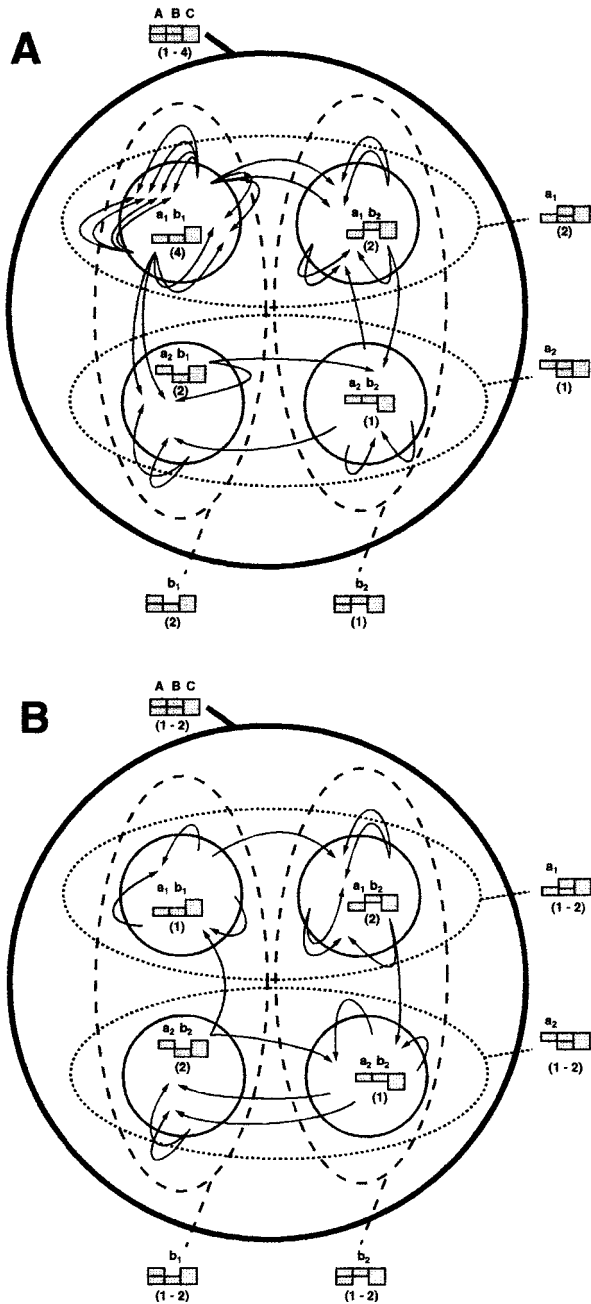 A B C
(1 - 4)
A
a1 b1
(4)
a1 b2
(2)
a1
(2)
a2 b1
(2)
a2 b2
(1)
a2
(1)
b1
(2)
b2
(1)
A B C
(1 - 2)
B
a1 b1
(1)
a1 b2
(2)
a1
(1 - 2)
a2 b2
(2)
a2 b2
(1)
a2
(1 - 2)
b1
(1 - 2)
b2
(1 - 2)